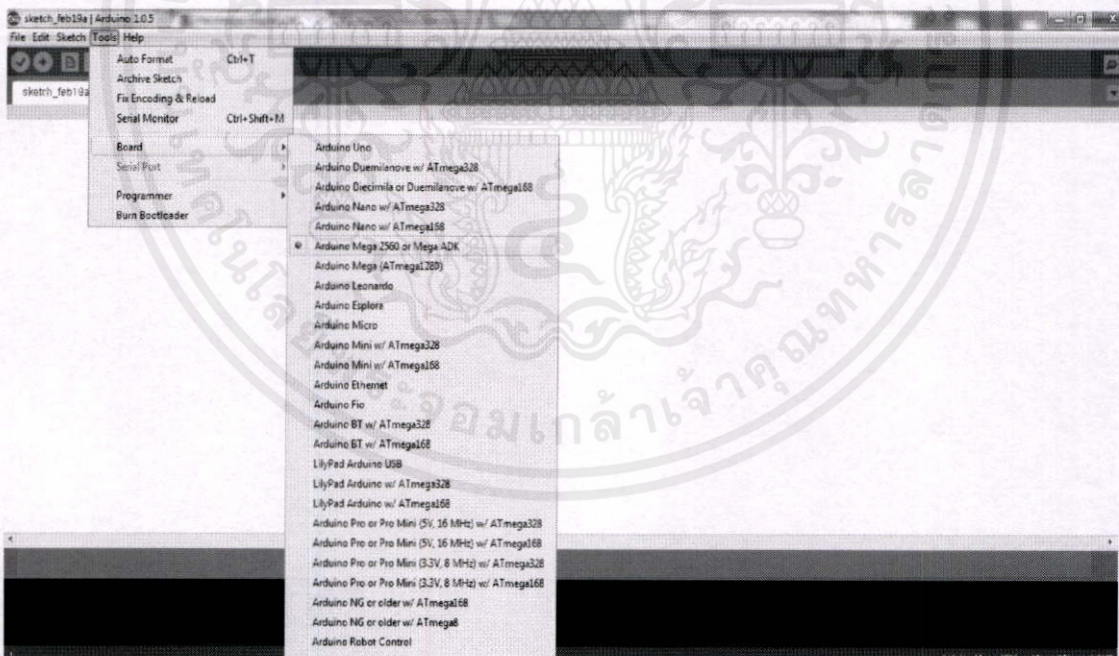 sketch_feb19a | Arduino 1.0.5
File Edit Sketch Tools Help
sketch_feb19a
Auto Format Ctrl+T
Archive Sketch
Fix Encoding & Reload
Serial Monitor Ctrl+Shift+M
Board
Serial Port
Programmer
Burn Bootloader
Arduino Uno
Arduino Duemilanove w/ ATmega328
Arduino Diecimila or Duemilanove w/ ATmega168
Arduino Nano w/ ATmega328
Arduino Nano w/ ATmega168
Arduino Mega 2560 or Mega ADK
Arduino Mega (ATmega1280)
Arduino Leonardo
Arduino Esplora
Arduino Micro
Arduino Mini w/ ATmega328
Arduino Mini w/ ATmega168
Arduino Ethernet
Arduino Fio
Arduino BT w/ ATmega328
Arduino BT w/ ATmega168
LilyPad Arduino USB
LilyPad Arduino w/ ATmega328
LilyPad Arduino w/ ATmega168
Arduino Pro or Pro Mini (5V, 16 MHz) w/ ATmega328
Arduino Pro or Pro Mini (5V, 16 MHz) w/ ATmega168
Arduino Pro or Pro Mini (3.3V, 8 MHz) w/ ATmega328
Arduino Pro or Pro Mini (3.3V, 8 MHz) w/ ATmega168
Arduino NG or older w/ ATmega168
Arduino NG or older w/ ATmega8
Arduino Robot Control